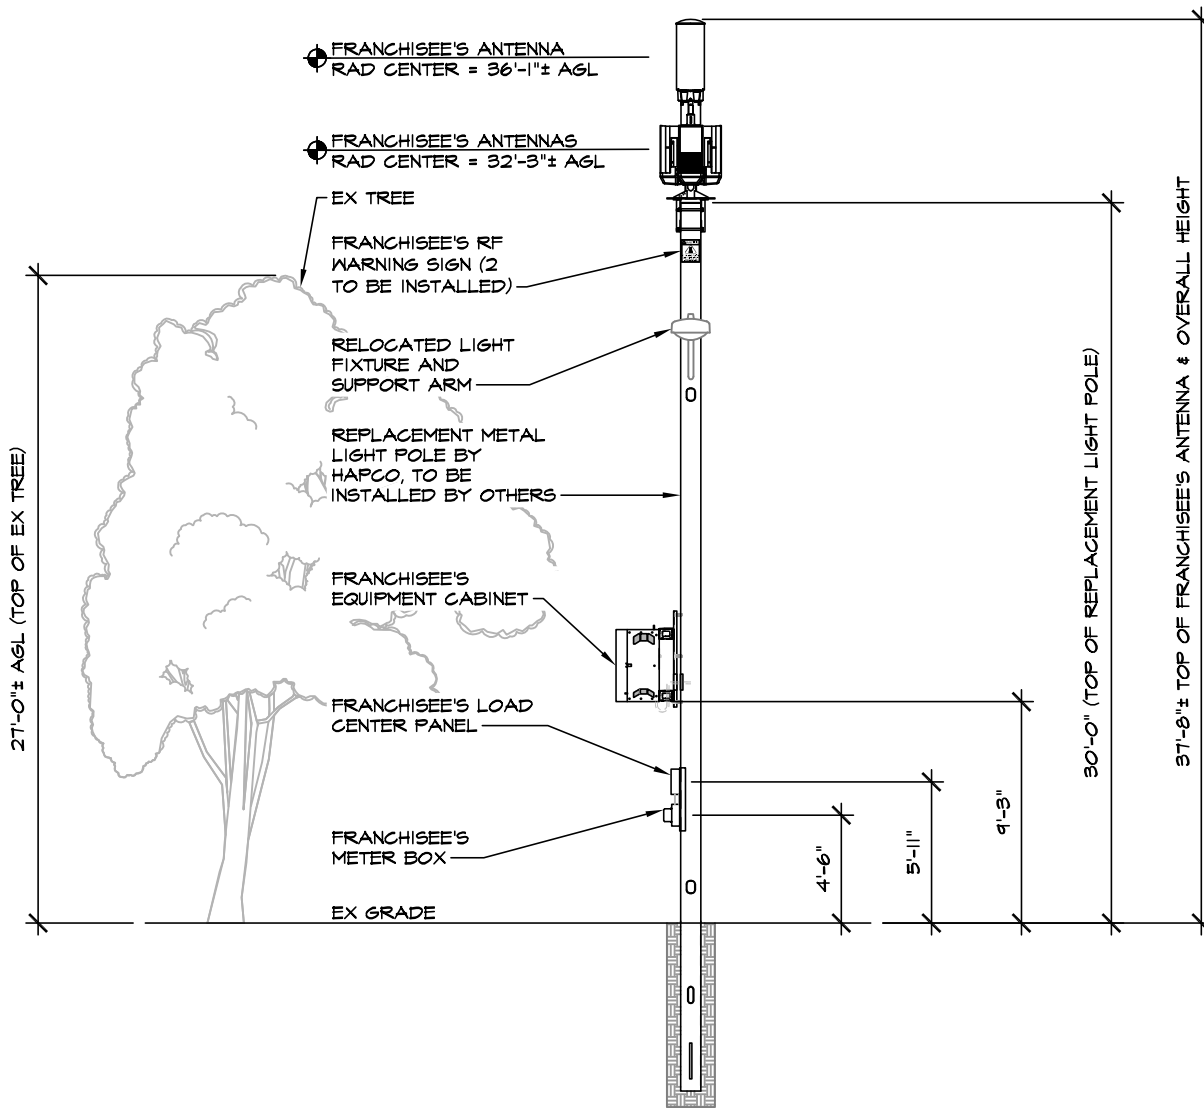 FRANCHISEE'S ANTENNA
RAD CENTER = 36'-1"± AGL
FRANCHISEE'S ANTENNAS
RAD CENTER = 32'-3"± AGL
EX TREE
FRANCHISEE'S RF
WARNING SIGN (2
TO BE INSTALLED)
RELOCATED LIGHT
FIXTURE AND
SUPPORT ARM
REPLACEMENT METAL
LIGHT POLE BY
HAPCO, TO BE
INSTALLED BY OTHERS
FRANCHISEE'S
EQUIPMENT CABINET
FRANCHISEE'S LOAD
CENTER PANEL
FRANCHISEE'S
METER BOX
EX GRADE
27'-0"± AGL (TOP OF EX TREE)
4'-6"
5'-11"
9'-3"
30'-0" (TOP OF REPLACEMENT LIGHT POLE)
37'-8"± TOP OF FRANCHISEE'S ANTENNA & OVERALL HEIGHT